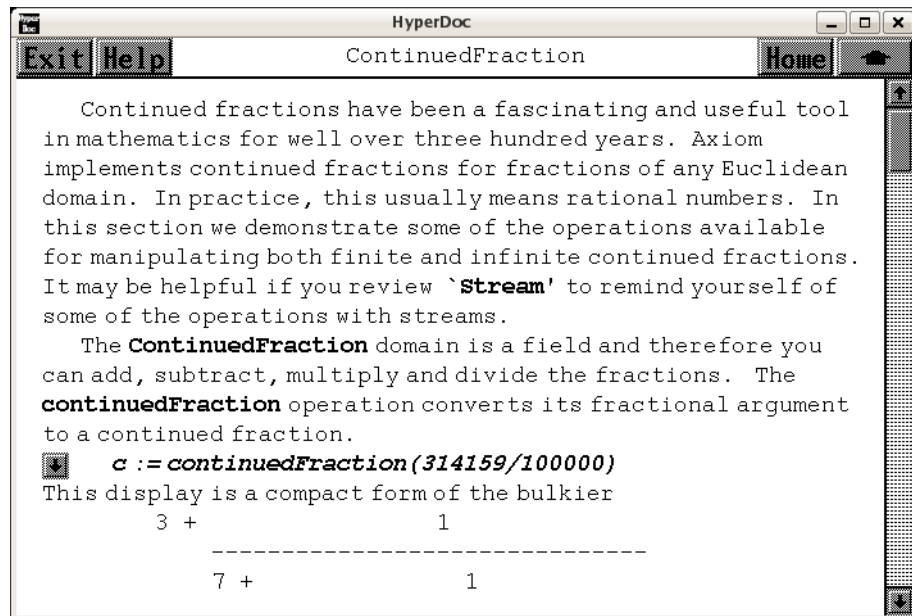 Hyper Doc
HyperDoc
Exit Help ContinuedFraction Home
Continued fractions have been a fascinating and useful tool
in mathematics for well over three hundred years. Axiom
implements continued fractions for fractions of any Euclidean
domain. In practice, this usually means rational numbers. In
this section we demonstrate some of the operations available
for manipulating both finite and infinite continued fractions.
It may be helpful if you review `Stream' to remind yourself of
some of the operations with streams.
The ContinuedFraction domain is a field and therefore you
can add, subtract, multiply and divide the fractions. The
continuedFraction operation converts its fractional argument
to a continued fraction.
c := continuedFraction(314159/100000)
This display is a compact form of the bulkier
3 + 1
-------------------------------
7 + 1